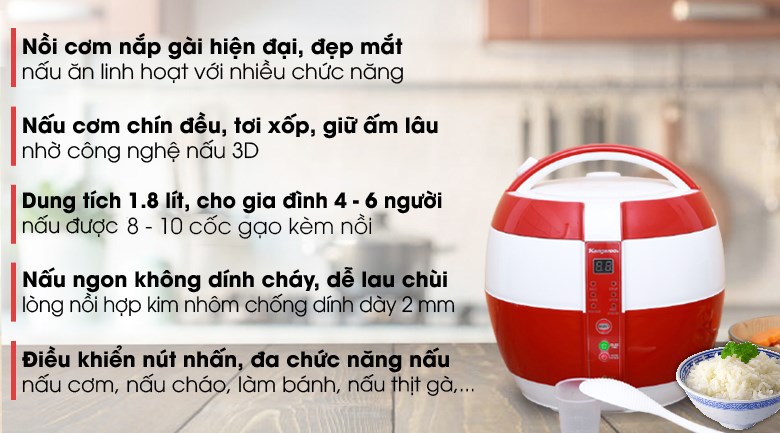 Nồi cơm nắp gài hiện đại, đẹp mắt
nấu ăn linh hoạt với nhiều chức năng
Nấu cơm chín đều, tơi xốp, giữ ấm lâu
nhờ công nghệ nấu 3D
Dung tích 1.8 lít, cho gia đình 4 - 6 người
nấu được 8 - 10 cốc gạo kèm nồi
Nấu ngon không dính cháy, dễ lau chùi
lòng nồi hợp kim nhôm chống dính dày 2 mm
Điều khiển nút nhấn, đa chức năng nấu
nấu cơm, nấu cháo, làm bánh, nấu thịt gà,...
Kangaroo